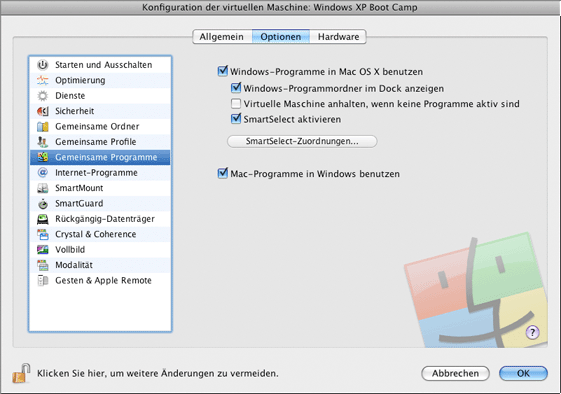 Konfiguration der virtuellen Maschine: Windows XP Boot Camp
Allgemein Optionen Hardware
Starten und Ausschalten
Optimierung
Dienste
Sicherheit
Gemeinsame Ordner
Gemeinsame Profile
Gemeinsame Programme
Internet-Programme
SmartMount
SmartGuard
Rückgängig-Datenträger
Crystal & Coherence
Vollbild
Modalität
Gesten & Apple Remote
Windows-Programme in Mac OS X benutzen
Windows-Programmordner im Dock anzeigen
Virtuelle Maschine anhalten, wenn keine Programme aktiv sind
SmartSelect aktivieren
SmartSelect-Zuordnungen...
Mac-Programme in Windows benutzen
?
Klicken Sie hier, um weitere Änderungen zu vermeiden.
Abbrechen OK